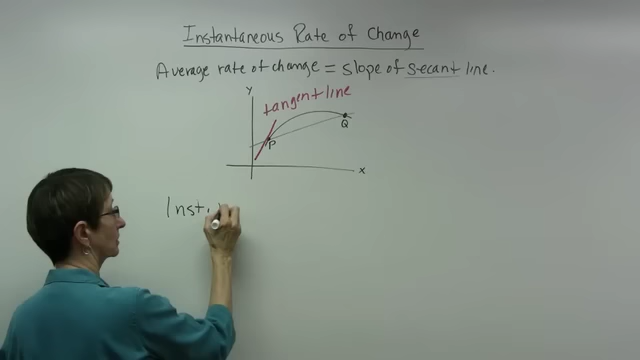 Instantaneous Rate of Change
Average rate of change = slope of secant line.
y
tangent line
Q
P
x
Inst.